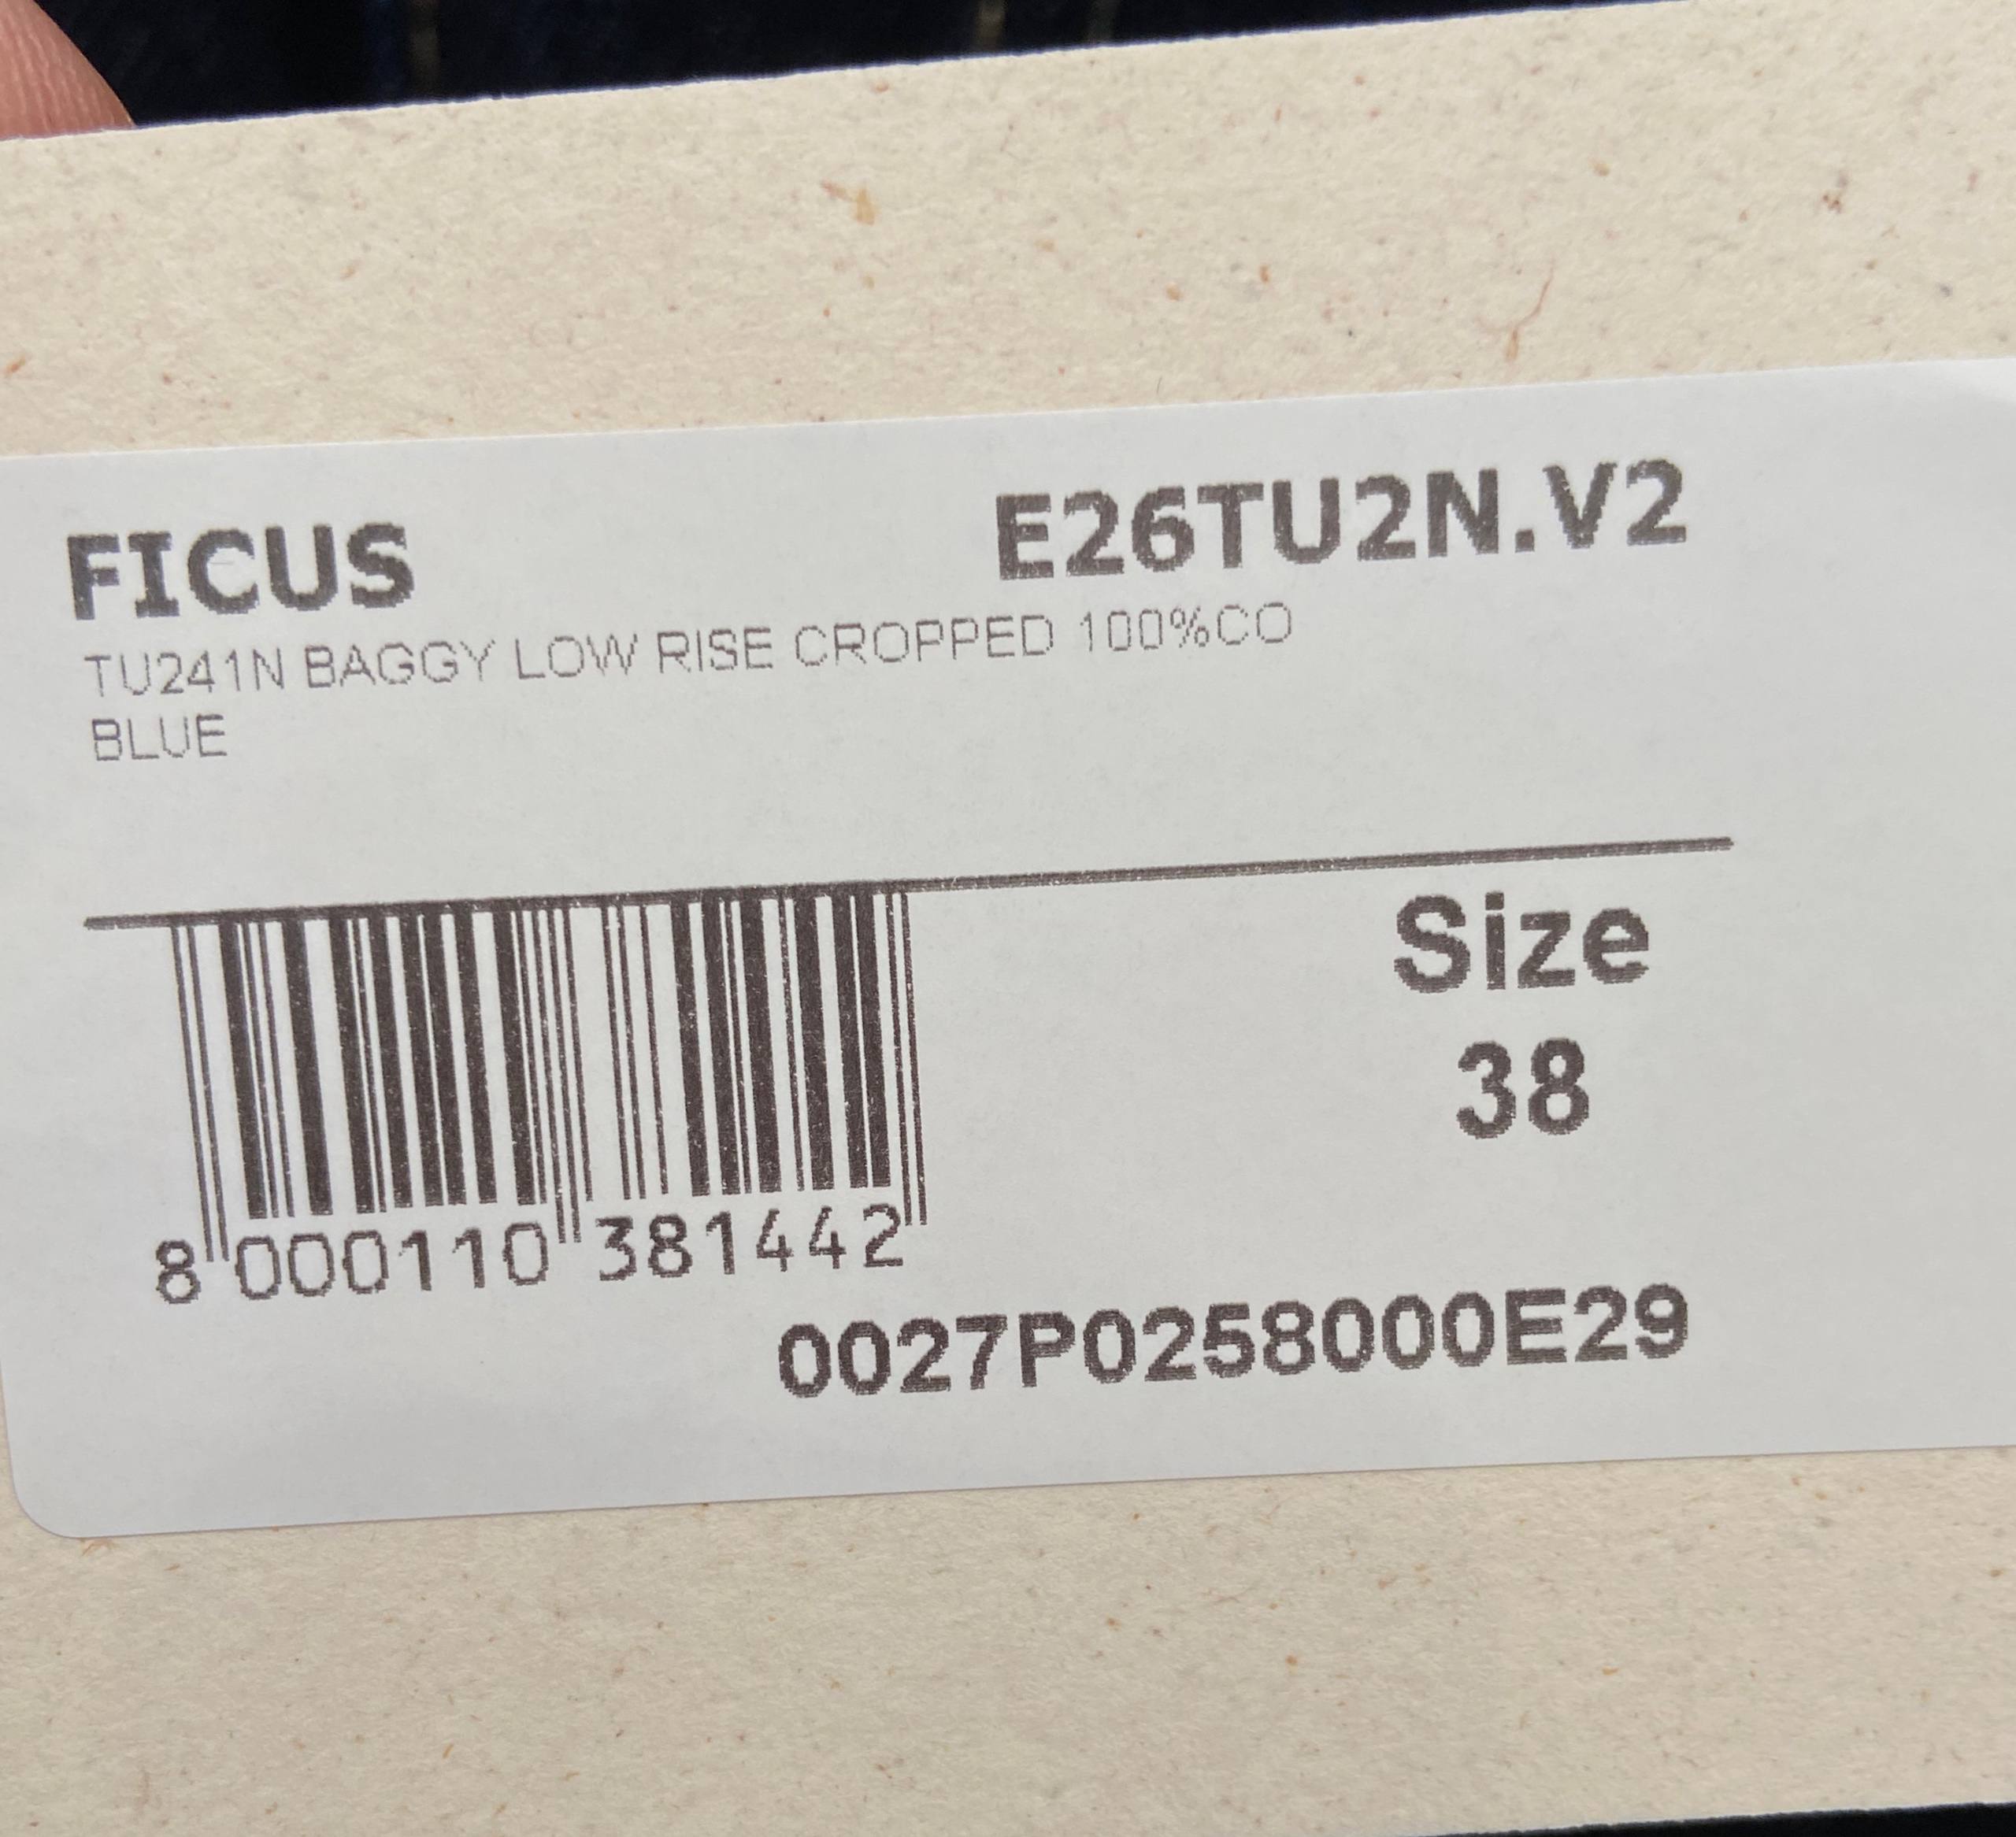 FICUS E26TU2N.V2
TU241N BAGGY LOW RISE CROPPED 100%CO
BLUE
Size
38
8 000110 381442
0027P0258000E29